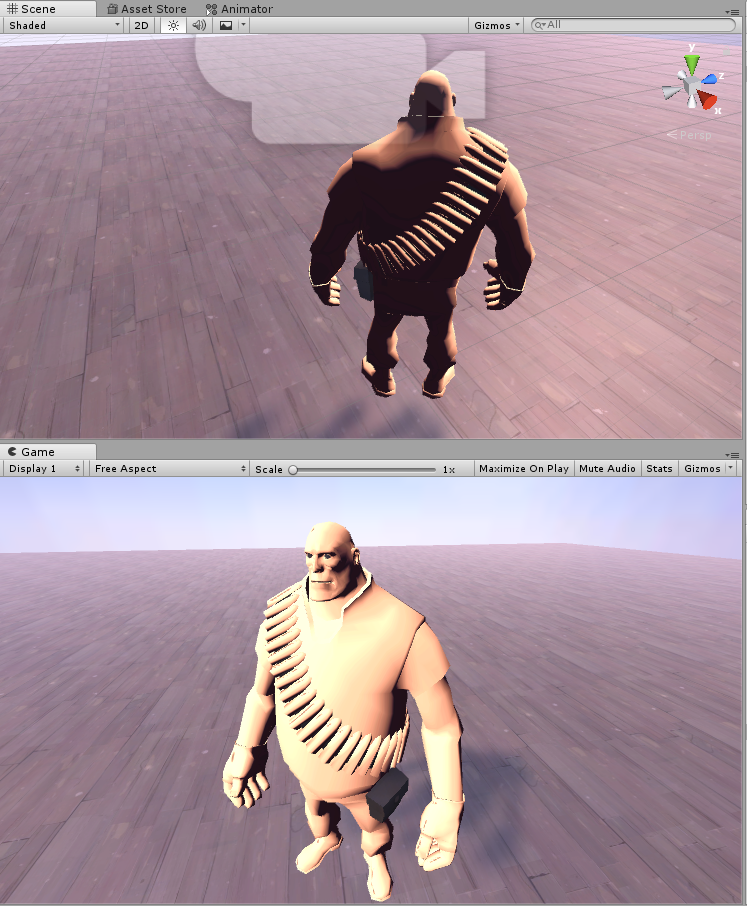 Scene Asset Store Animator
Shaded 2D Gizmos All
y
z
x
Persp
Game
Display 1 Free Aspect Scale 1x Maximize On Play Mute Audio Stats Gizmos